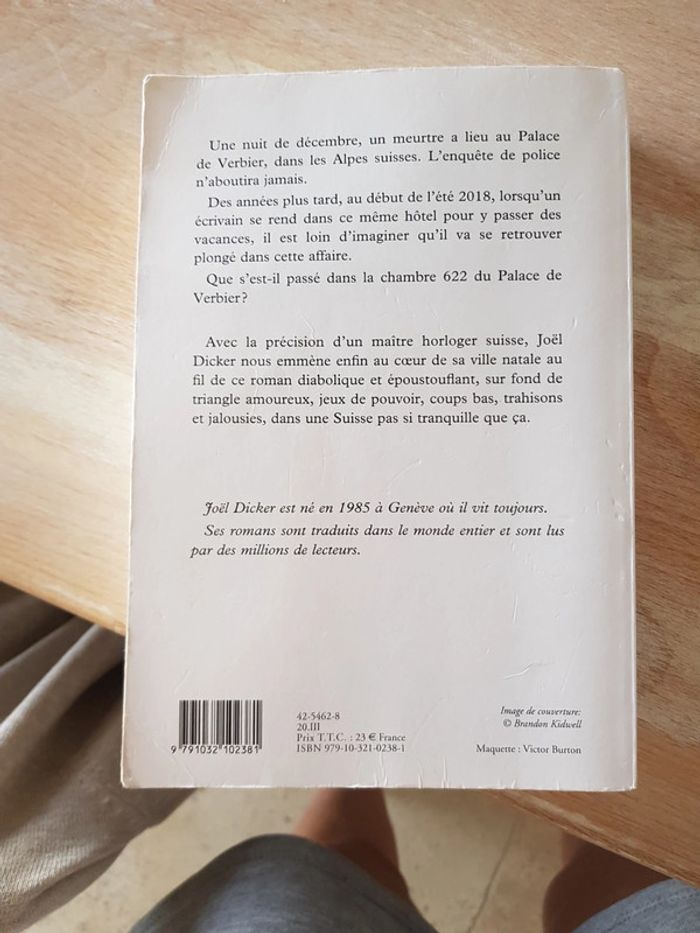 Une nuit de décembre, un meurtre a lieu au Palace
de Verbier, dans les Alpes suisses. L'enquête de police
n'aboutira jamais.
Des années plus tard, au début de l'été 2018, lorsqu'un
écrivain se rend dans ce même hôtel pour y passer des
vacances, il est loin d'imaginer qu'il va se retrouver
plongé dans cette affaire.
Que s'est-il passé dans la chambre 622 du Palace de
Verbier?
Avec la précision d'un maître horloger suisse, Joël
Dicker nous emmène enfin au cœur de sa ville natale au
fil de ce roman diabolique et époustouflant, sur fond de
triangle amoureux, jeux de pouvoir, coups bas, trahisons
et jalousies, dans une Suisse pas si tranquille que ça.
Joël Dicker est né en 1985 à Genève où il vit toujours.
Ses romans sont traduits dans le monde entier et sont lus
par des millions de lecteurs.
9 791032 102381
42-5462-8
20.III
Prix T.T.C. : 23 € France
ISBN 979-10-321-0238-1
Image de couverture:
© Brandon Kidwell
Maquette : Victor Burton